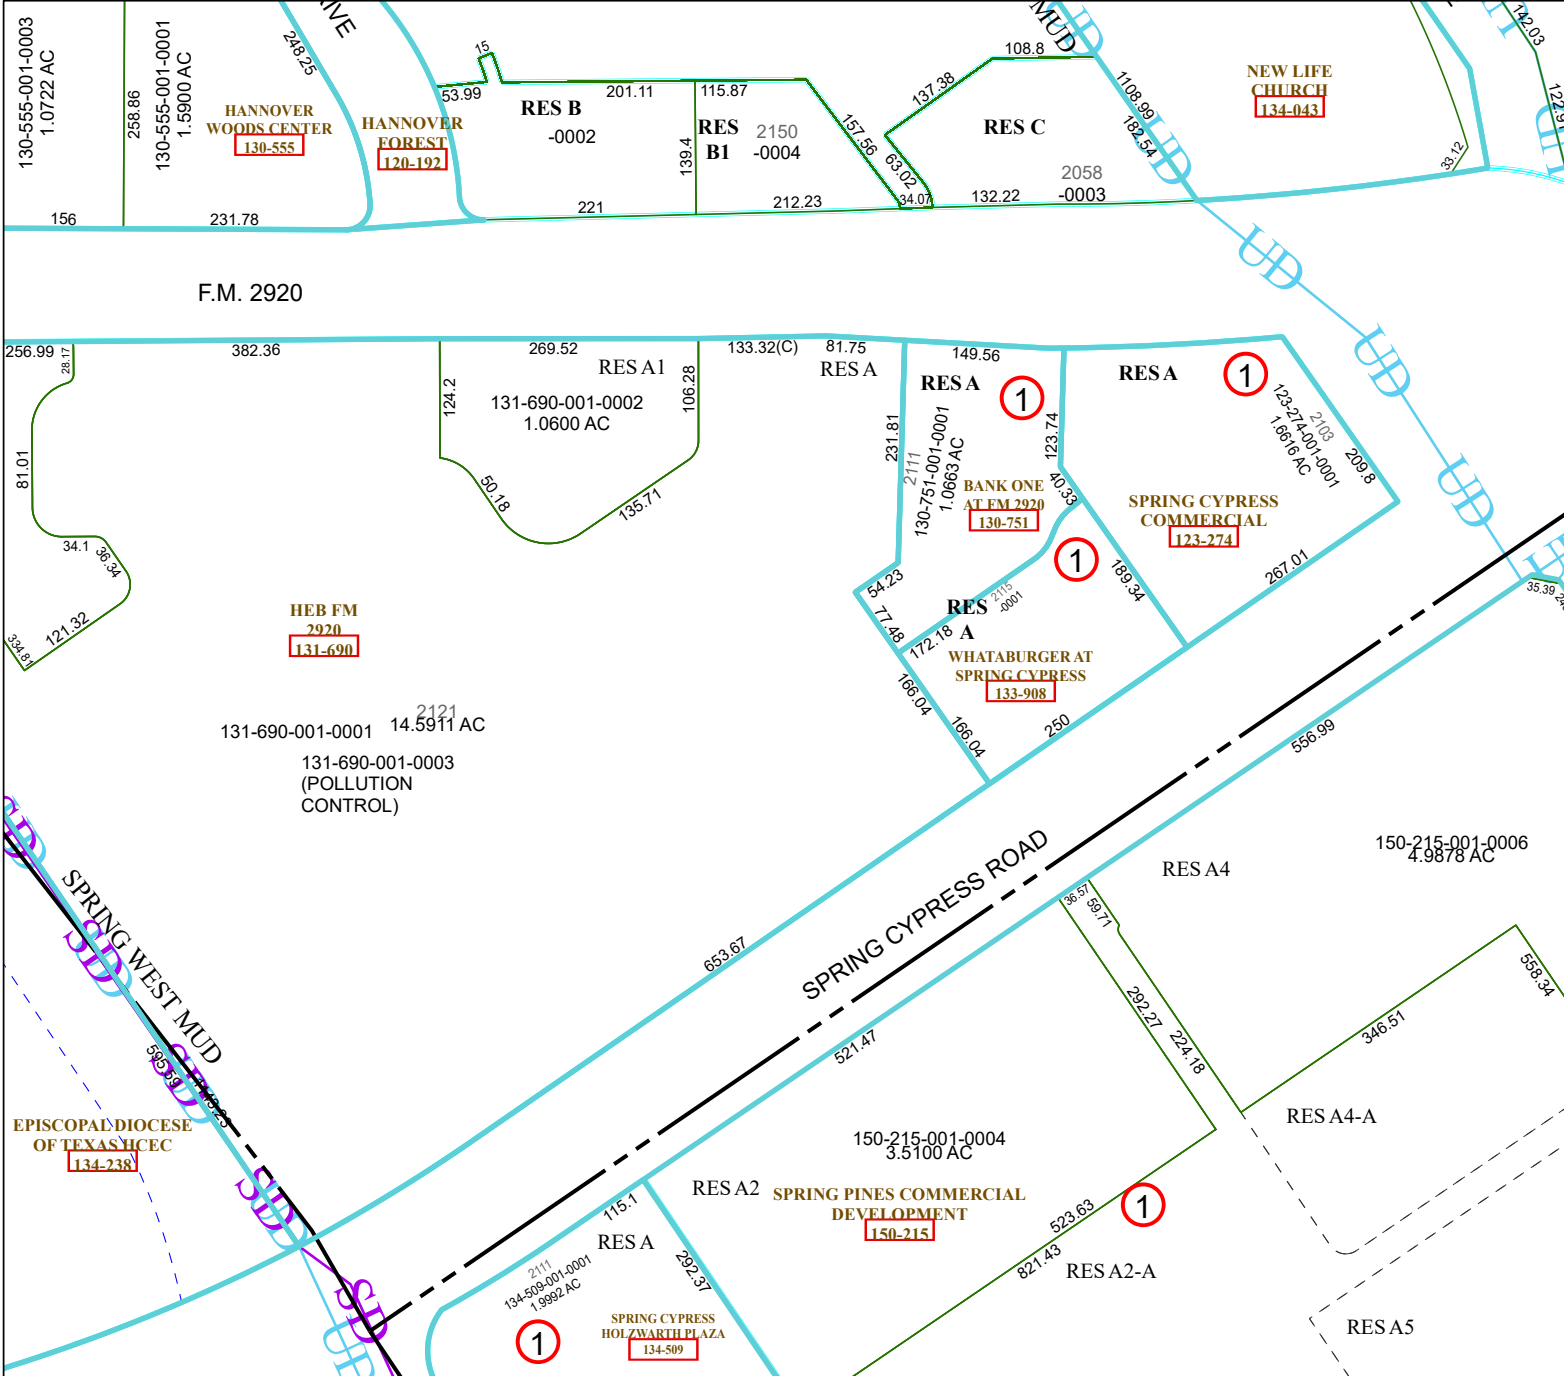 130-555-001-0003
1.0722 AC
258.86
130-555-001-0001
1.5900 AC
248.25
HANNOVER
WOODS CENTER
130-555
156
231.78
HANNOVER
FOREST
120-192
15
53.99
RES B
-0002
201.11
115.87
139.4
RES
B1
2150
-0004
221
212.23
157.56
63.02
34.07
137.38
108.8
RES C
2058
-0003
132.22
MUD
UD
1108.99
182.54
UD
NEW LIFE
CHURCH
134-043
33.12
142.03
UD
F.M. 2920
UD
UD
UD
256.99
28.17
382.36
269.52
133.32(C)
81.75
149.56
RES A1
RES A
RES A
1
RES A
1
131-690-001-0002
1.0600 AC
124.2
106.28
50.18
135.71
81.01
34.1
36.34
121.32
334.81
231.81
2111
130-751-001-0001
1.0663 AC
123.74
40.33
BANK ONE
AT FM 2920
130-751
2103
123-274-001-0001
1.6616 AC
209.8
SPRING CYPRESS
COMMERCIAL
123-274
1
189.34
267.01
54.23
77.48
RES
A
2115
-0001
172.18
WHATABURGER AT
SPRING CYPRESS
133-908
166.04
166.04
250
35.39
HEB FM
2920
131-690
2121
131-690-001-0001
14.5911 AC
131-690-001-0003
(POLLUTION
CONTROL)
556.99
SPRING CYPRESS ROAD
653.67
521.47
RES A4
150-215-001-0006
4.9878 AC
36.57
59.71
292.27
224.18
346.51
558.34
RES A4-A
SD
SPRING WEST MUD
SD
SD
595.59
SD
SD
UD
EPISCOPAL DIOCESE
OF TEXAS HCEC
134-238
150-215-001-0004
3.5100 AC
RES A2
SPRING PINES COMMERCIAL
DEVELOPMENT
150-215
523.63
821.43
1
RES A2-A
RES A5
115.1
RES A
292.37
2111
134-509-001-0001
1.9992 AC
1
SPRING CYPRESS
HOLZWARTH PLAZA
134-509